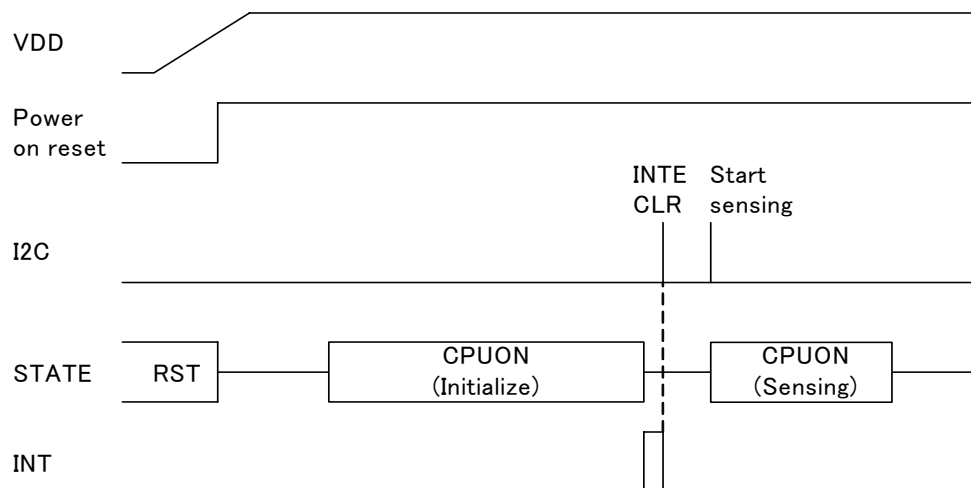 VDD
Power
on reset
INTE
CLR
Start
sensing
I2C
STATE
RST
CPUON
(Initialize)
CPUON
(Sensing)
INT